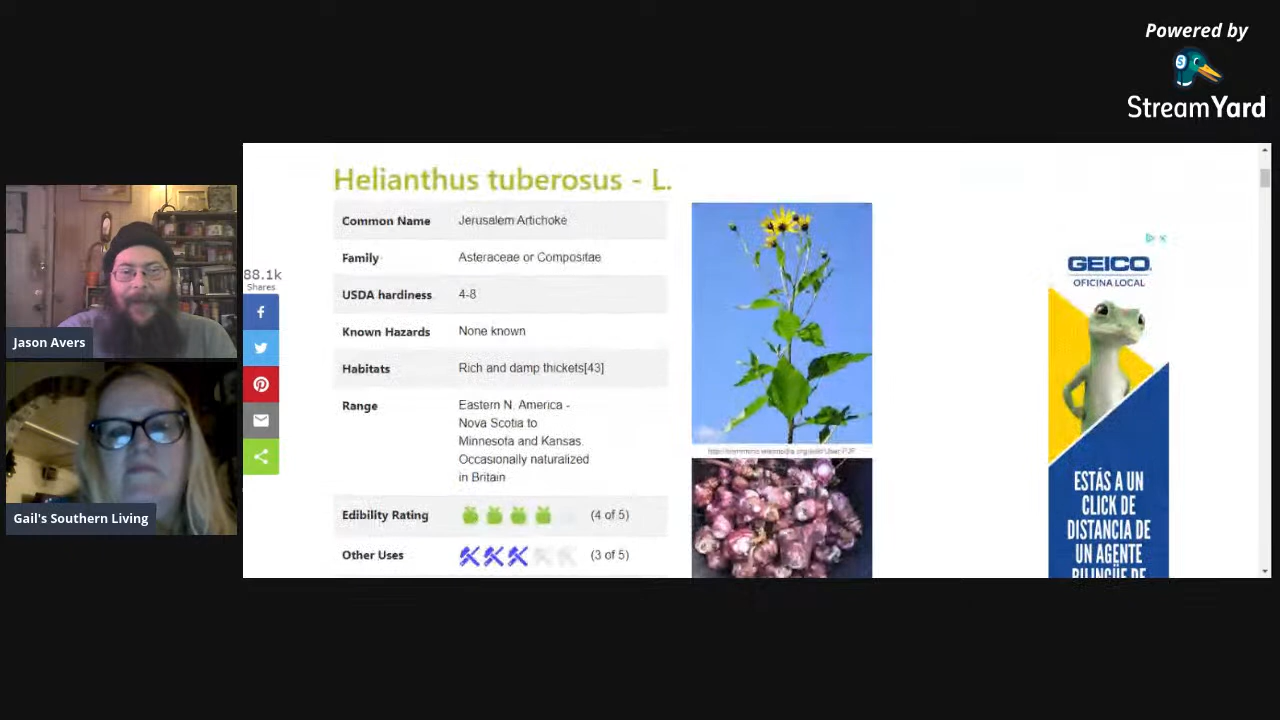 Powered by
StreamYard
Helianthus tuberosus - L.
Common Name Jerusalem Artichoke
Family Asteraceae or Compositae
USDA hardiness 4-8
Known Hazards None known
Habitats Rich and damp thickets[43]
Range Eastern N. America -
Nova Scotia to
Minnesota and Kansas.
Occasionally naturalized
in Britain
Edibility Rating (4 of 5)
Other Uses (3 of 5)
88.1k
Shares
Jason Avers
Gail's Southern Living
GEICO.
OFICINA LOCAL
ESTÁS A UN
CLICK DE
DISTANCIA DE
UN AGENTE
BILINGÜE DE